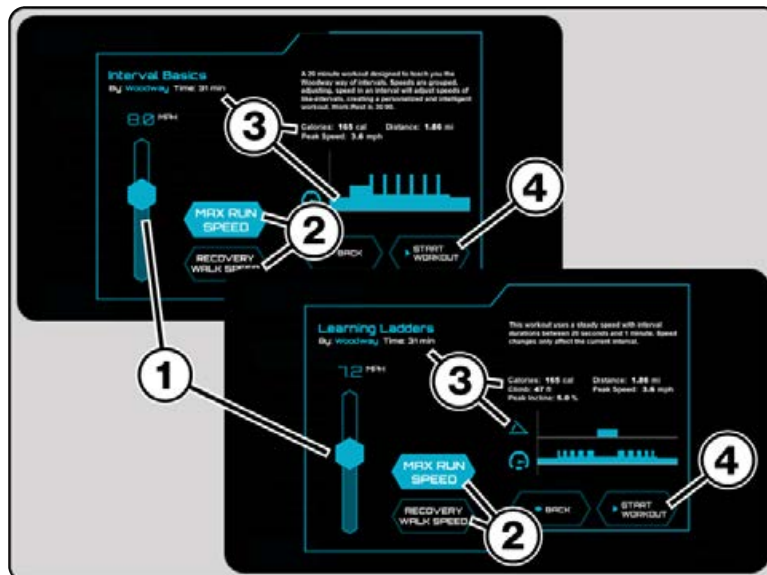 Interval Basics
By: Woodway Time: 31 min
8.0 MPH
A 30 minute workout designed to teach you the
Woodway way of intervals. Speeds are grouped,
adjusting, speed in an interval will adjust speeds of
like-intervals, creating a personalized and intelligent
workout. Work Rest is 30 90.
Calories: 165 cal Distance: 1.86 mi
Peak Speed: 3.6 mph
3
4
MAX RUN
SPEED
2
RECOVERY
WALK SPEED
BACK
START
WORKOUT
1
Learning Ladders
By: Woodway Time: 31 min
7.2 MPH
This workout uses a steady speed with interval
durations between 20 seconds and 1 minute. Speed
changes only affect the current interval.
3
Calories: 165 cal Distance: 1.86 mi
Climb: 47 ft Peak Speed: 3.6 mph
Peak Incline: 5.0 %
4
MAX RUN
SPEED
RECOVERY
WALK SPEED
2
BACK
START
WORKOUT